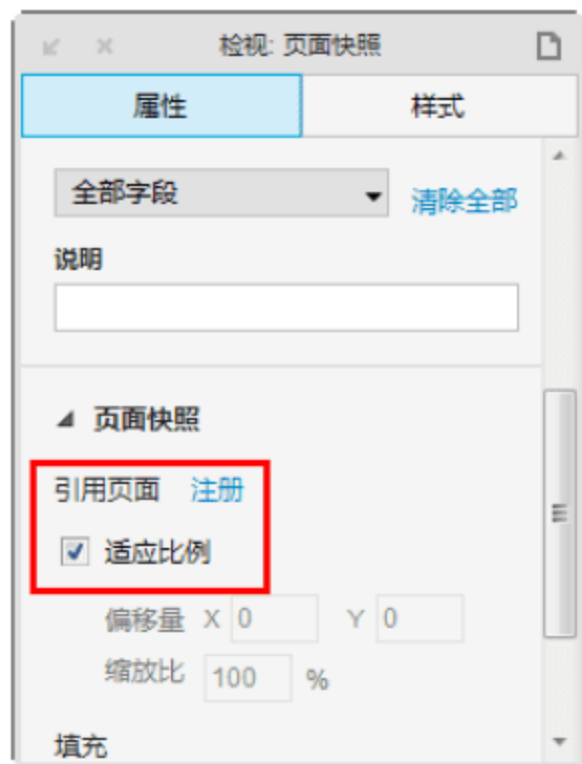 检视: 页面快照
属性 样式
全部字段 清除全部
说明
页面快照
引用页面 注册
适应比例
偏移量 X 0 Y 0
缩放比 100 %
填充